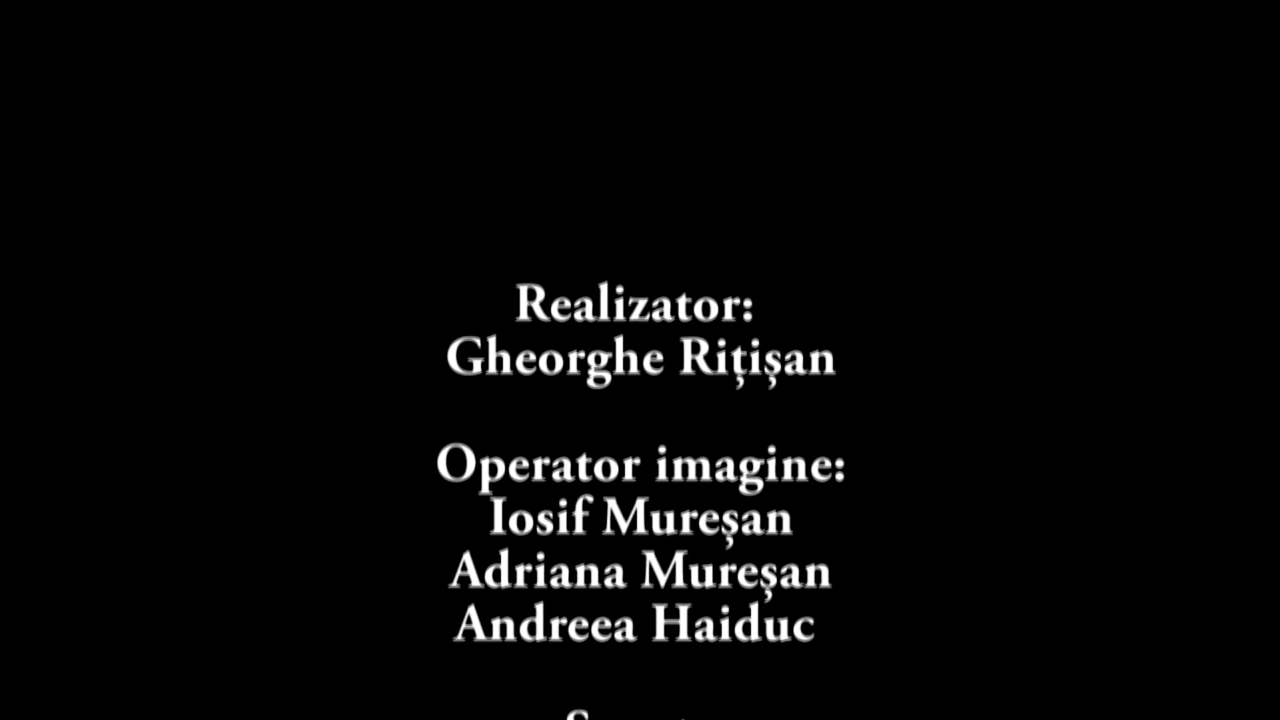 Realizator:
Gheorghe Rițișan
Operator imagine:
Iosif Mureșan
Adriana Mureșan
Andreea Haiduc